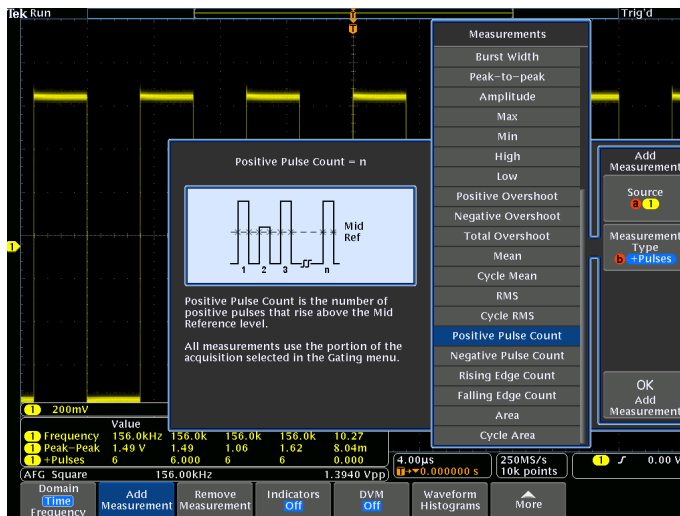 Tek Run
Trig'd
T
T
Measurements
Burst Width
Peak-to-peak
Amplitude
Max
Min
High
Low
Positive Overshoot
Negative Overshoot
Total Overshoot
Mean
Cycle Mean
RMS
Cycle RMS
Positive Pulse Count
Negative Pulse Count
Rising Edge Count
Falling Edge Count
Area
Cycle Area
Positive Pulse Count = n
Mid
Ref
1 2 3 n
Positive Pulse Count is the number of
positive pulses that rise above the Mid
Reference level.
All measurements use the portion of the
acquisition selected in the Gating menu.
Add
Measurement
Source
a 1
Measurement
Type
b +Pulses
OK
Add
Measurement
1
1 200mV
Value
1 Frequency 156.0kHz 156.0k 156.0k 156.0k 10.27
1 Peak-Peak 1.49 V 1.49 1.06 1.62 8.04m
1 +Pulses 6 6.000 6 6 0.000
4.00µs
T→▼0.000000 s
250MS/s
10k points
1 0.00 V
AFG Square 156.00kHz 1.3940 Vpp
Domain
Time
Frequency
Add
Measurement
Remove
Measurement
Indicators
Off
DVM
Off
Waveform
Histograms
More